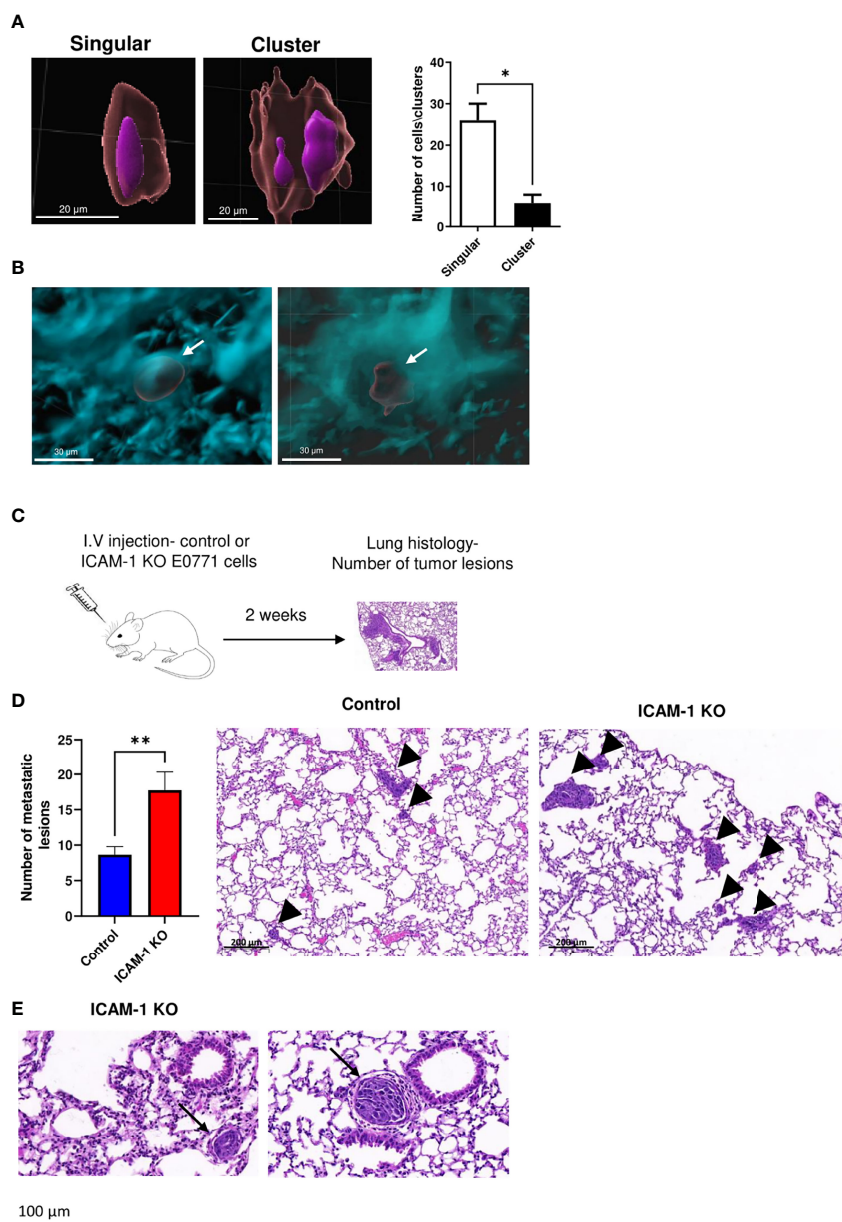 A
Singular
Cluster
20 µm
20 µm
Number of cells\clusters
40
30
20
10
0
*
Singular
Cluster
B
30 µm
30 µm
C
I.V injection- control or
ICAM-1 KO E0771 cells
2 weeks
Lung histology-
Number of tumor lesions
D
Number of metastatic
lesions
25
20
15
10
5
0
**
Control
ICAM-1 KO
Control
200 µm
ICAM-1 KO
200 µm
E
ICAM-1 KO
100 µm